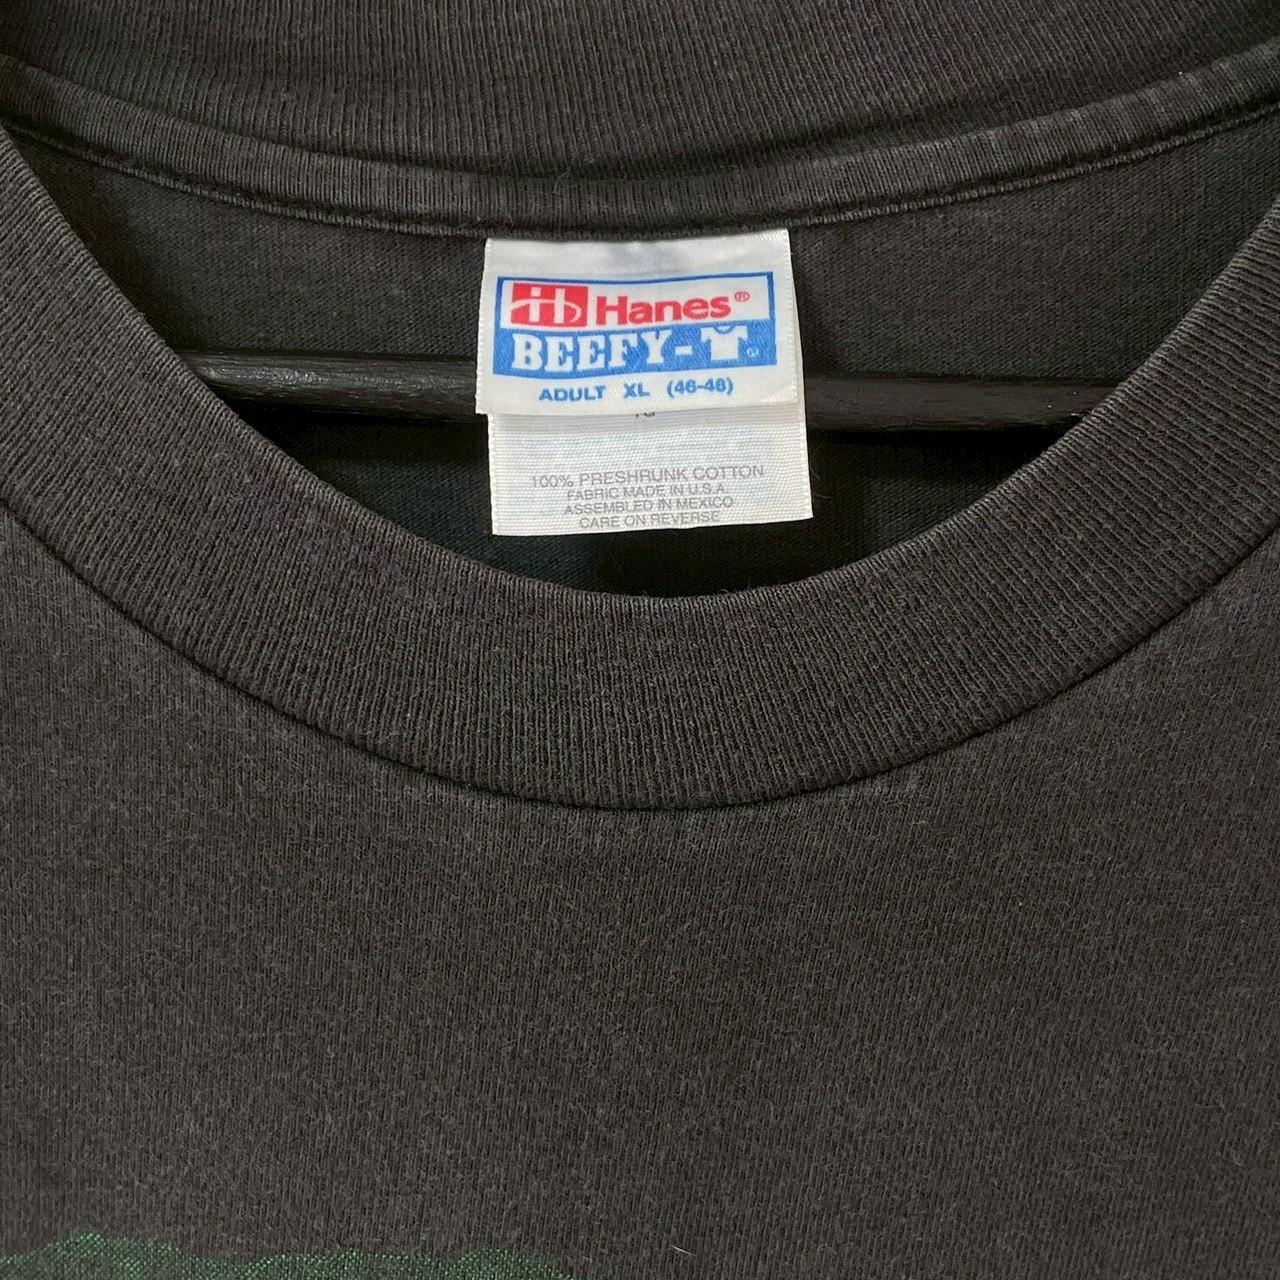 Hanes®
BEEFY-T®
ADULT XL (46-48)
100% PRESHRUNK COTTON
FABRIC MADE IN U.S.A.
ASSEMBLED IN MEXICO
CARE ON REVERSE